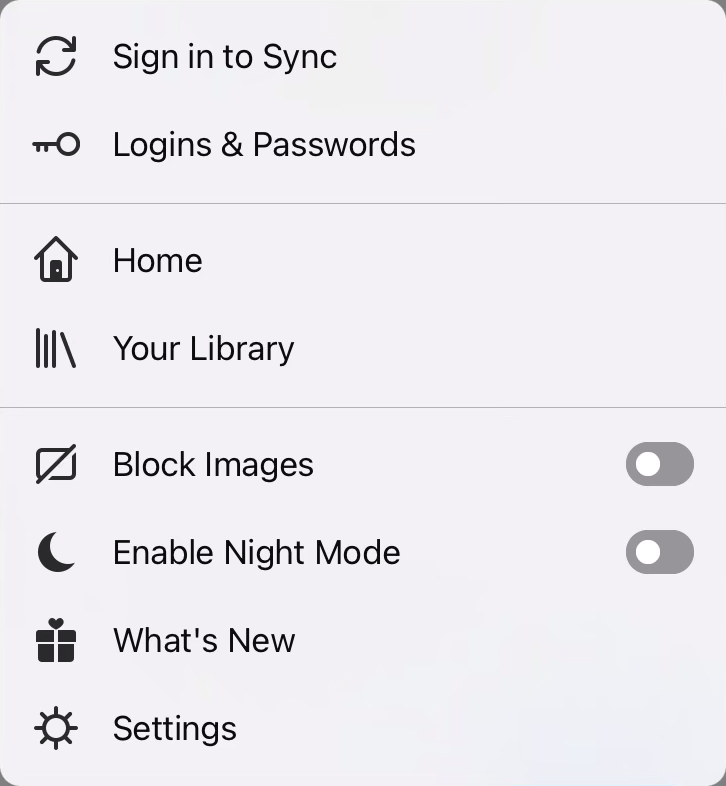 Sign in to Sync
Logins & Passwords
Home
Your Library
Block Images
Enable Night Mode
What's New
Settings